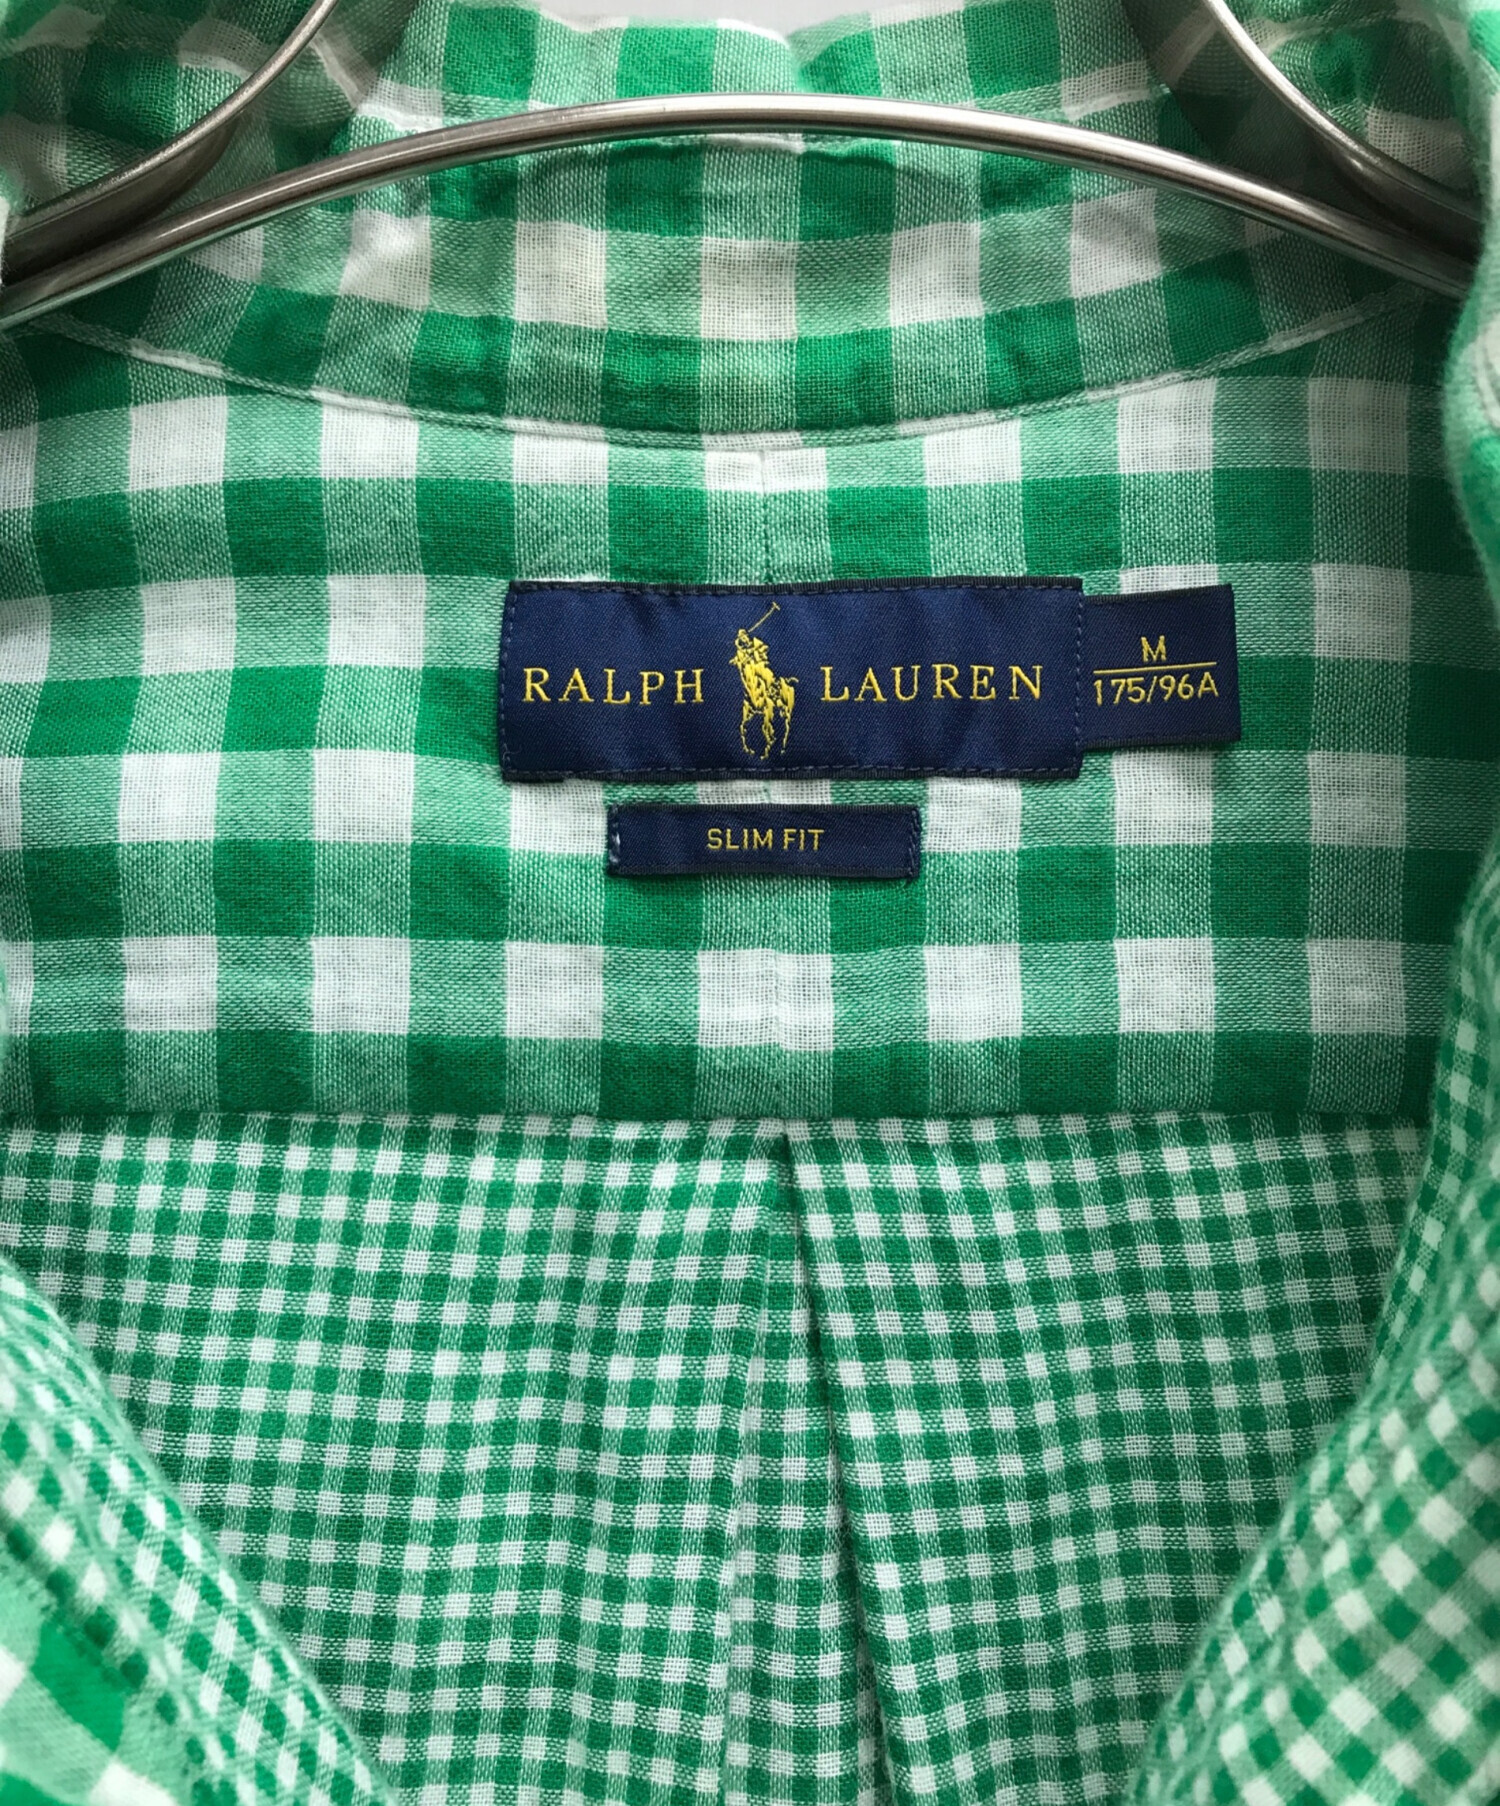 RALPH LAUREN
M
175/96A
SLIM FIT